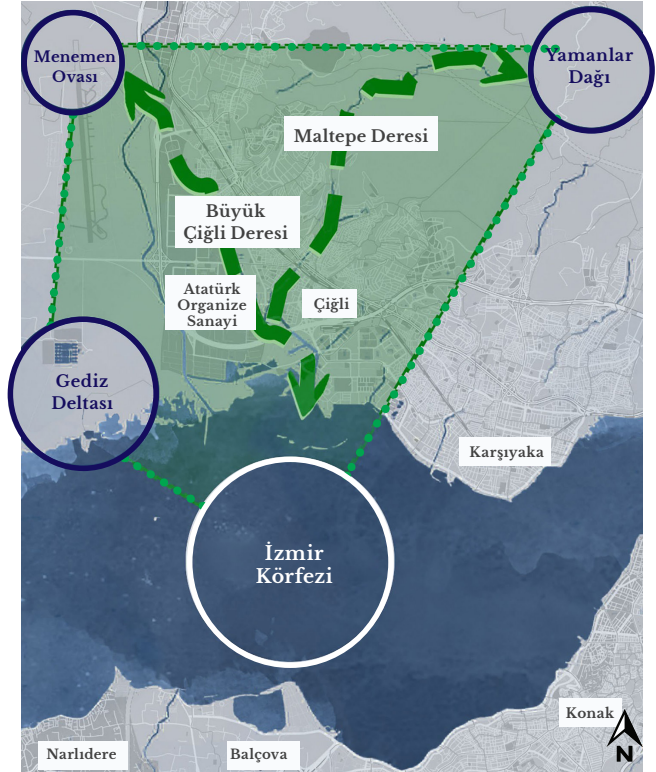 Menemen
Ovası
Yamanlar
Dağı
Maltepe Deresi
Büyük
Çiğli Deresi
Atatürk
Organize
Sanayi
Çiğli
Gediz
Deltası
Karşıyaka
İzmir
Körfezi
Konak
Narlıdere
Balçova
N